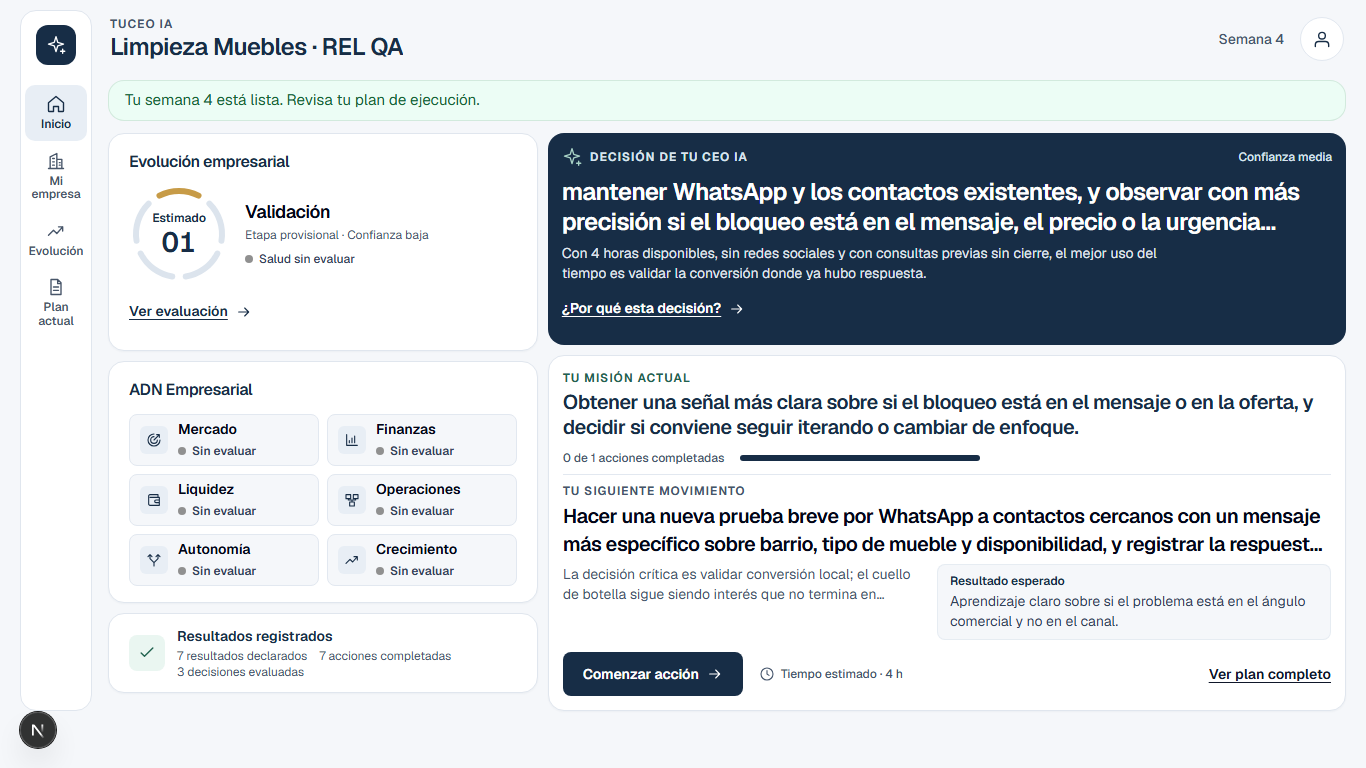 TUCEO IA
Limpieza Muebles · REL QA
Semana 4
Inicio
Mi
empresa
Evolución
Plan
actual
Tu semana 4 está lista. Revisa tu plan de ejecución.
Evolución empresarial
Estimado
01
Validación
Etapa provisional · Confianza baja
Salud sin evaluar
Ver evaluación
ADN Empresarial
Mercado
Sin evaluar
Finanzas
Sin evaluar
Liquidez
Sin evaluar
Operaciones
Sin evaluar
Autonomía
Sin evaluar
Crecimiento
Sin evaluar
Resultados registrados
7 resultados declarados 7 acciones completadas
3 decisiones evaluadas
DECISIÓN DE TU CEO IA
Confianza media
mantener WhatsApp y los contactos existentes, y observar con más
precisión si el bloqueo está en el mensaje, el precio o la urgencia...
Con 4 horas disponibles, sin redes sociales y con consultas previas sin cierre, el mejor uso del
tiempo es validar la conversión donde ya hubo respuesta.
¿Por qué esta decisión?
TU MISIÓN ACTUAL
Obtener una señal más clara sobre si el bloqueo está en el mensaje o en la oferta, y
decidir si conviene seguir iterando o cambiar de enfoque.
0 de 1 acciones completadas
TU SIGUIENTE MOVIMIENTO
Hacer una nueva prueba breve por WhatsApp a contactos cercanos con un mensaje
más específico sobre barrio, tipo de mueble y disponibilidad, y registrar la respuest...
La decisión crítica es validar conversión local; el cuello
de botella sigue siendo interés que no termina en...
Resultado esperado
Aprendizaje claro sobre si el problema está en el ángulo
comercial y no en el canal.
Comenzar acción
Tiempo estimado · 4 h
Ver plan completo
N